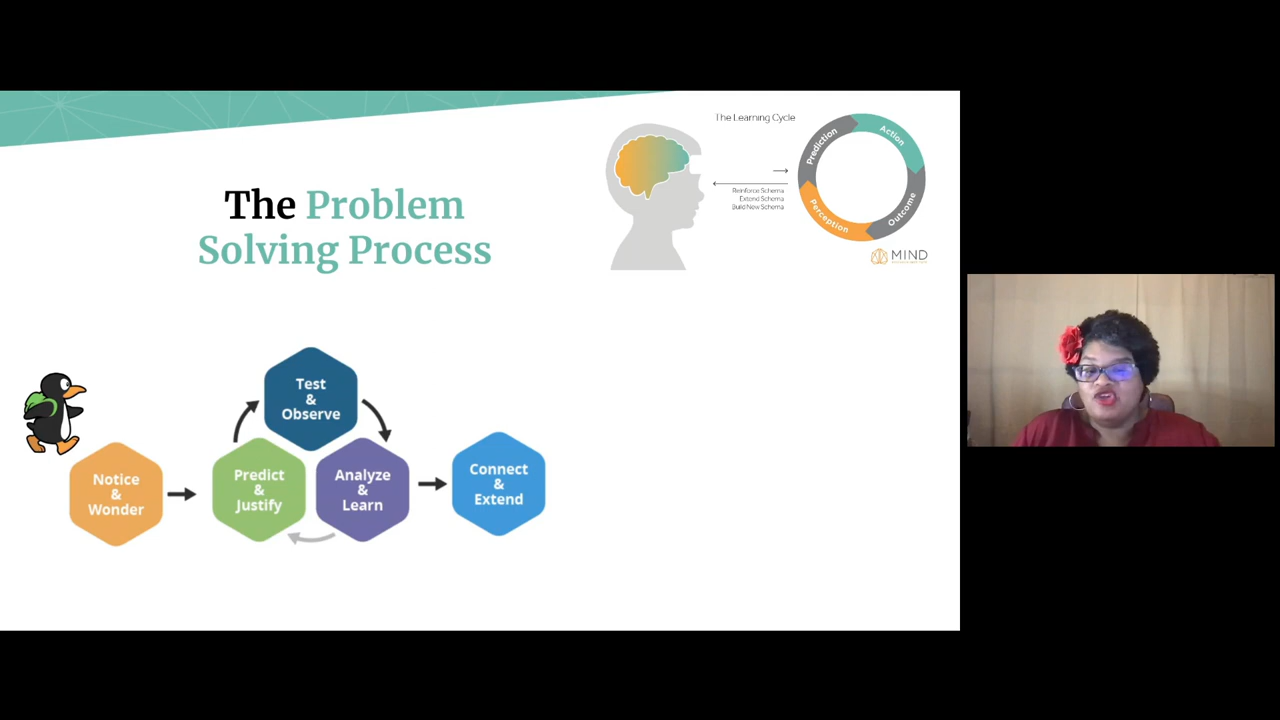 The Learning Cycle
Prediction
Action
Outcome
Perception
Reinforce Schema
Extend Schema
Build New Schema
MIND
The Problem
Solving Process
Test
&
Observe
Notice
&
Wonder
Predict
&
Justify
Analyze
&
Learn
Connect
&
Extend